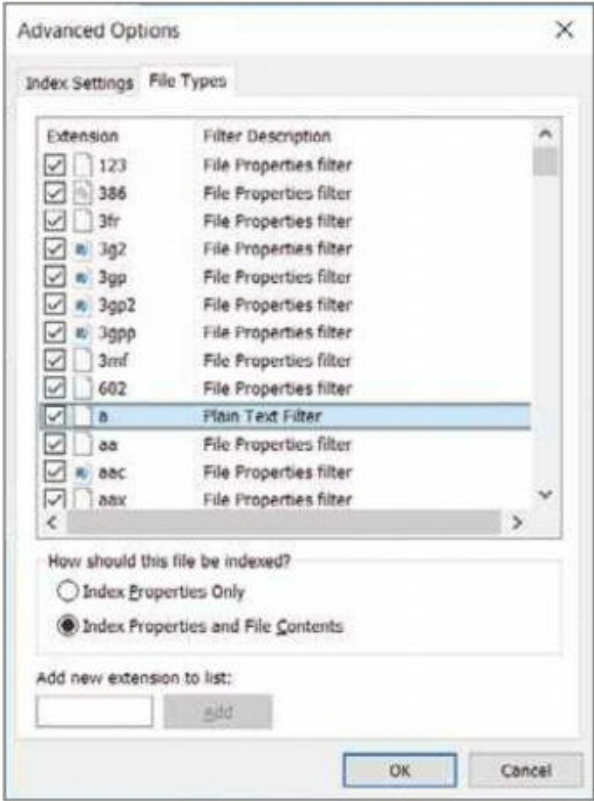 Advanced Options
Index Settings File Types
Extension Filter Description
123 File Properties filter
386 File Properties filter
3fr File Properties filter
3g2 File Properties filter
3gp File Properties filter
3gp2 File Properties filter
3gpp File Properties filter
3mf File Properties filter
602 File Properties filter
a Plain Text Filter
aa File Properties filter
aac File Properties filter
aax File Properties filter
How should this file be indexed?
Index Properties Only
Index Properties and File Contents
Add new extension to list:
Add
OK Cancel